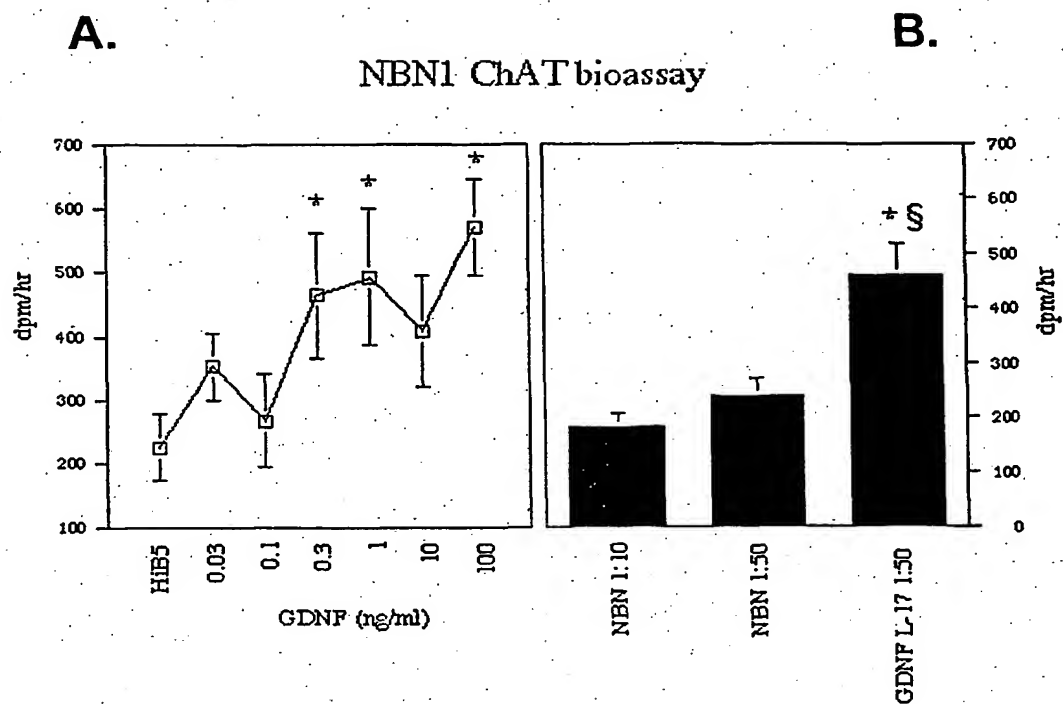 A.
B.
NBN1 ChAT bioassay
700
600
500
400
300
200
100
dpm/hr
*
*
*
HiB5
0.03
0.1
0.3
1
10
100
GDNF (ng/ml)
* §
700
600
500
400
300
200
100
0
dpm/hr
NBN 1:10
NBN 1:50
GDNF L-17 1:50